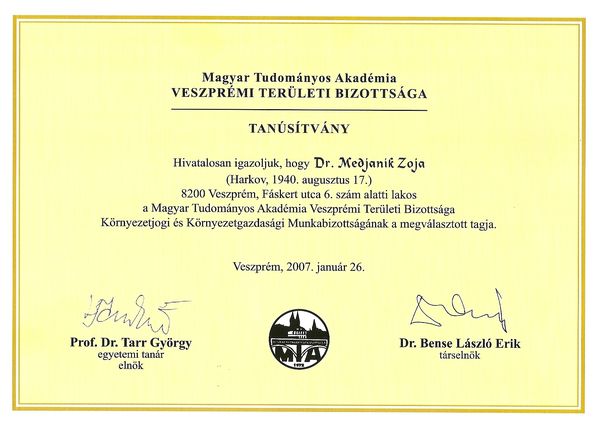 Magyar Tudományos Akadémia
VESZPRÉMI TERÜLETI BIZOTTSÁGA
TANÚSÍTVÁNY
Hivatalosan igazoljuk, hogy Dr. Medjanik Zoja
(Harkov, 1940. augusztus 17.)
8200 Veszprém, Fáskert utca 6. szám alatti lakos
a Magyar Tudományos Akadémia Veszprémi Területi Bizottsága
Környezetjogi és Környezetgazdasági Munkabizottságának a megválasztott tagja.
Veszprém, 2007. január 26.
Prof. Dr. Tarr György
egyetemi tanár
elnök
MTA
1972
Dr. Bense László Erik
társelnök